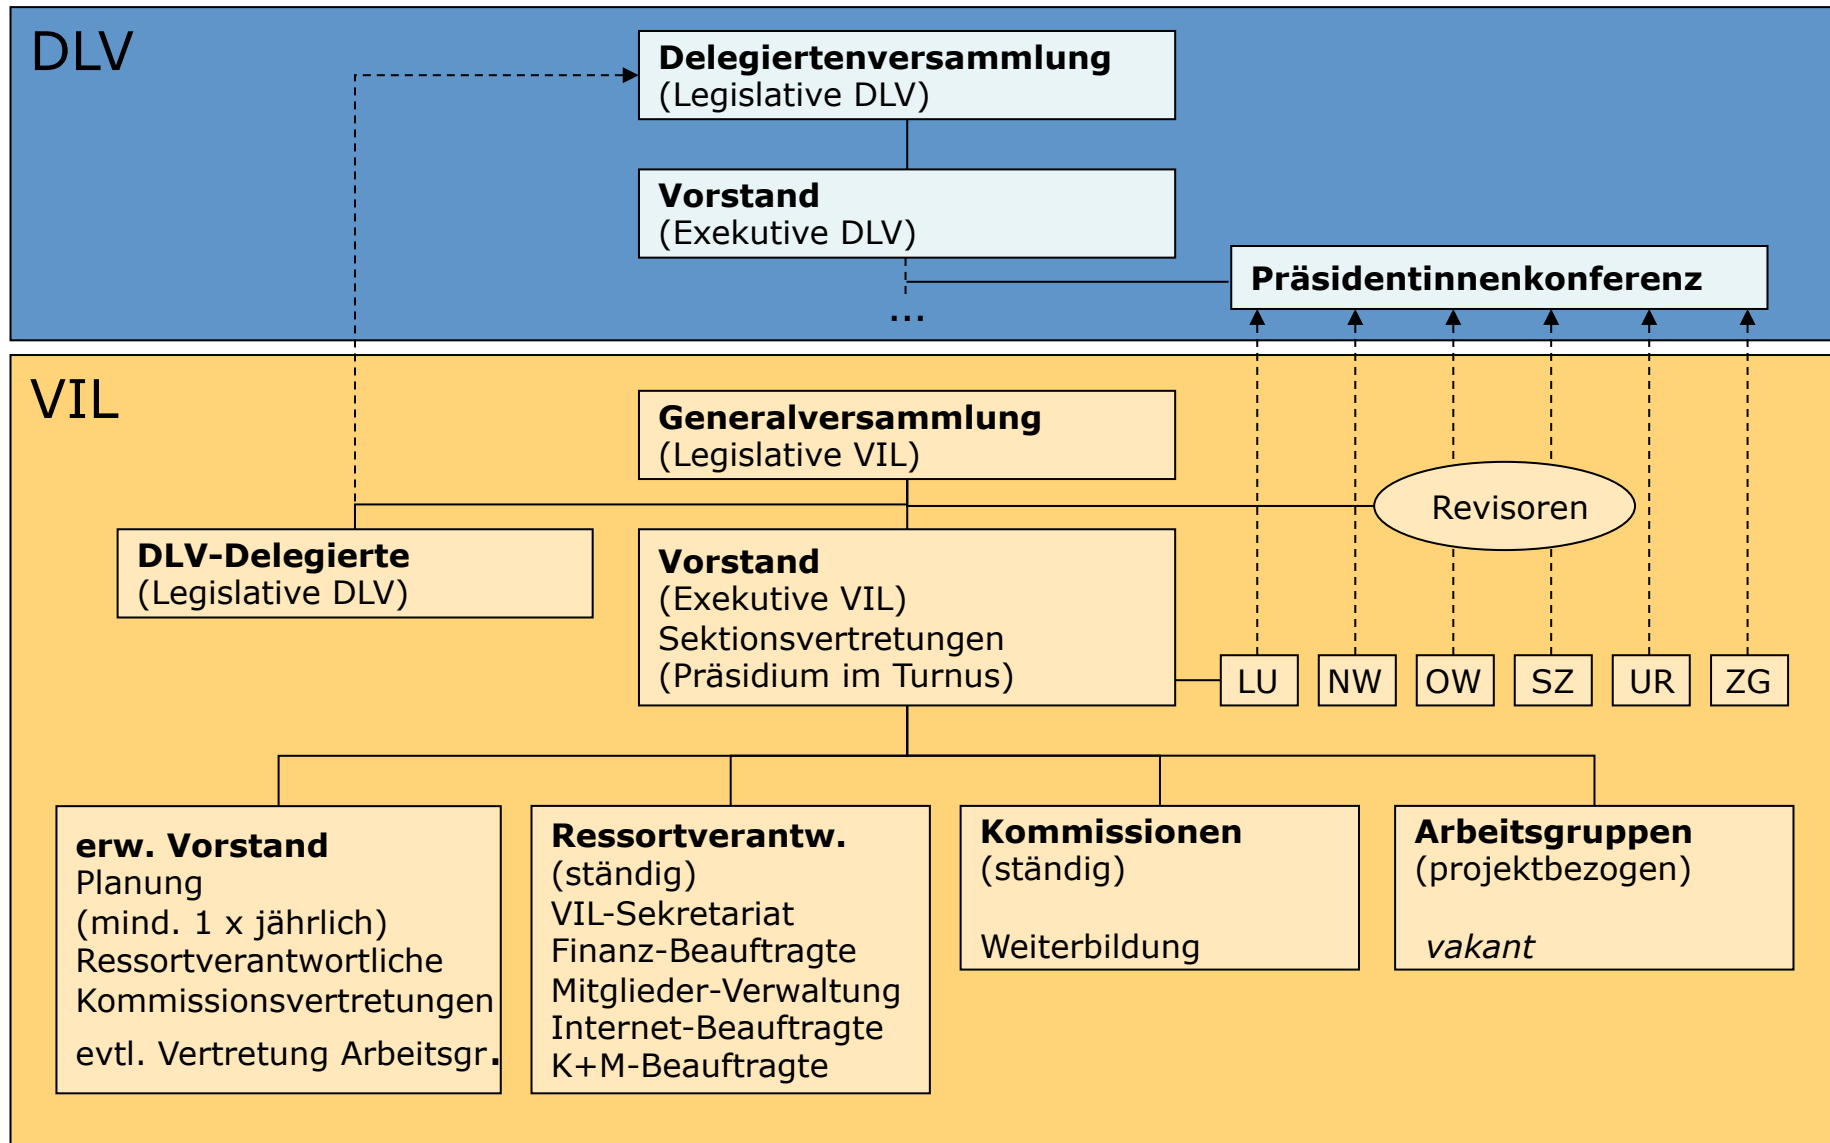 DLV
Delegiertenversammlung
(Legislative DLV)
Vorstand
(Exekutive DLV)
Präsidentinnenkonferenz
...
VIL
Generalversammlung
(Legislative VIL)
Revisoren
DLV-Delegierte
(Legislative DLV)
Vorstand
(Exekutive VIL)
Sektionsvertretungen
(Präsidium im Turnus)
LU
NW
OW
SZ
UR
ZG
erw. Vorstand
Planung
(mind. 1 x jährlich)
Ressortverantwortliche
Kommissionsvertretungen
evtl. Vertretung Arbeitsgr.
Ressortverantw.
(ständig)
VIL-Sekretariat
Finanz-Beauftragte
Mitglieder-Verwaltung
Internet-Beauftragte
K+M-Beauftragte
Kommissionen
(ständig)
Weiterbildung
Arbeitsgruppen
(projektbezogen)
vakant